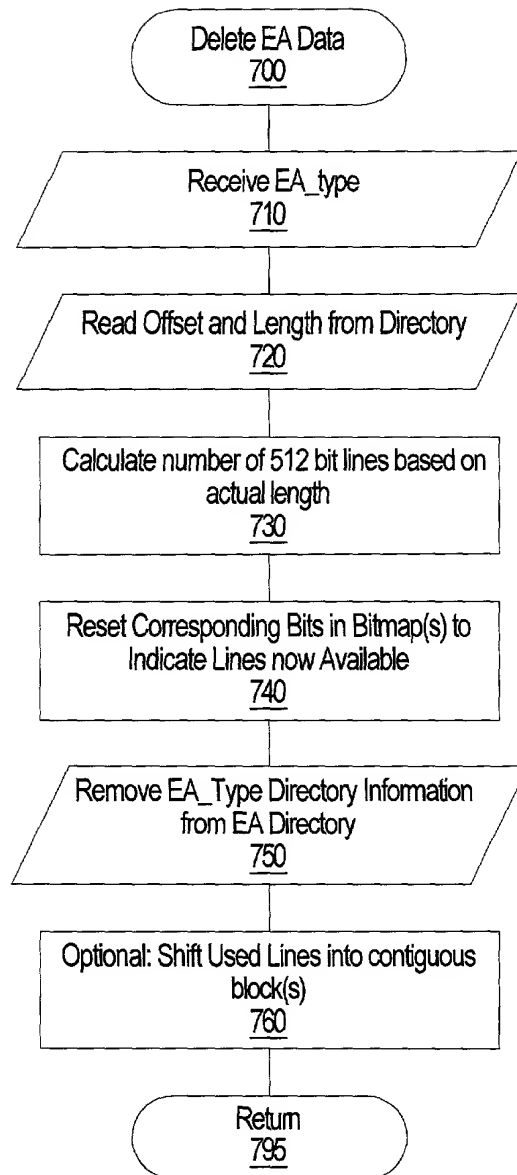 Delete EA Data
700
Receive EA_type
710
Read Offset and Length from Directory
720
Calculate number of 512 bit lines based on
actual length
730
Reset Corresponding Bits in Bitmap(s) to
Indicate Lines now Available
740
Remove EA_Type Directory Information
from EA Directory
750
Optional: Shift Used Lines into contiguous
block(s)
760
Return
795